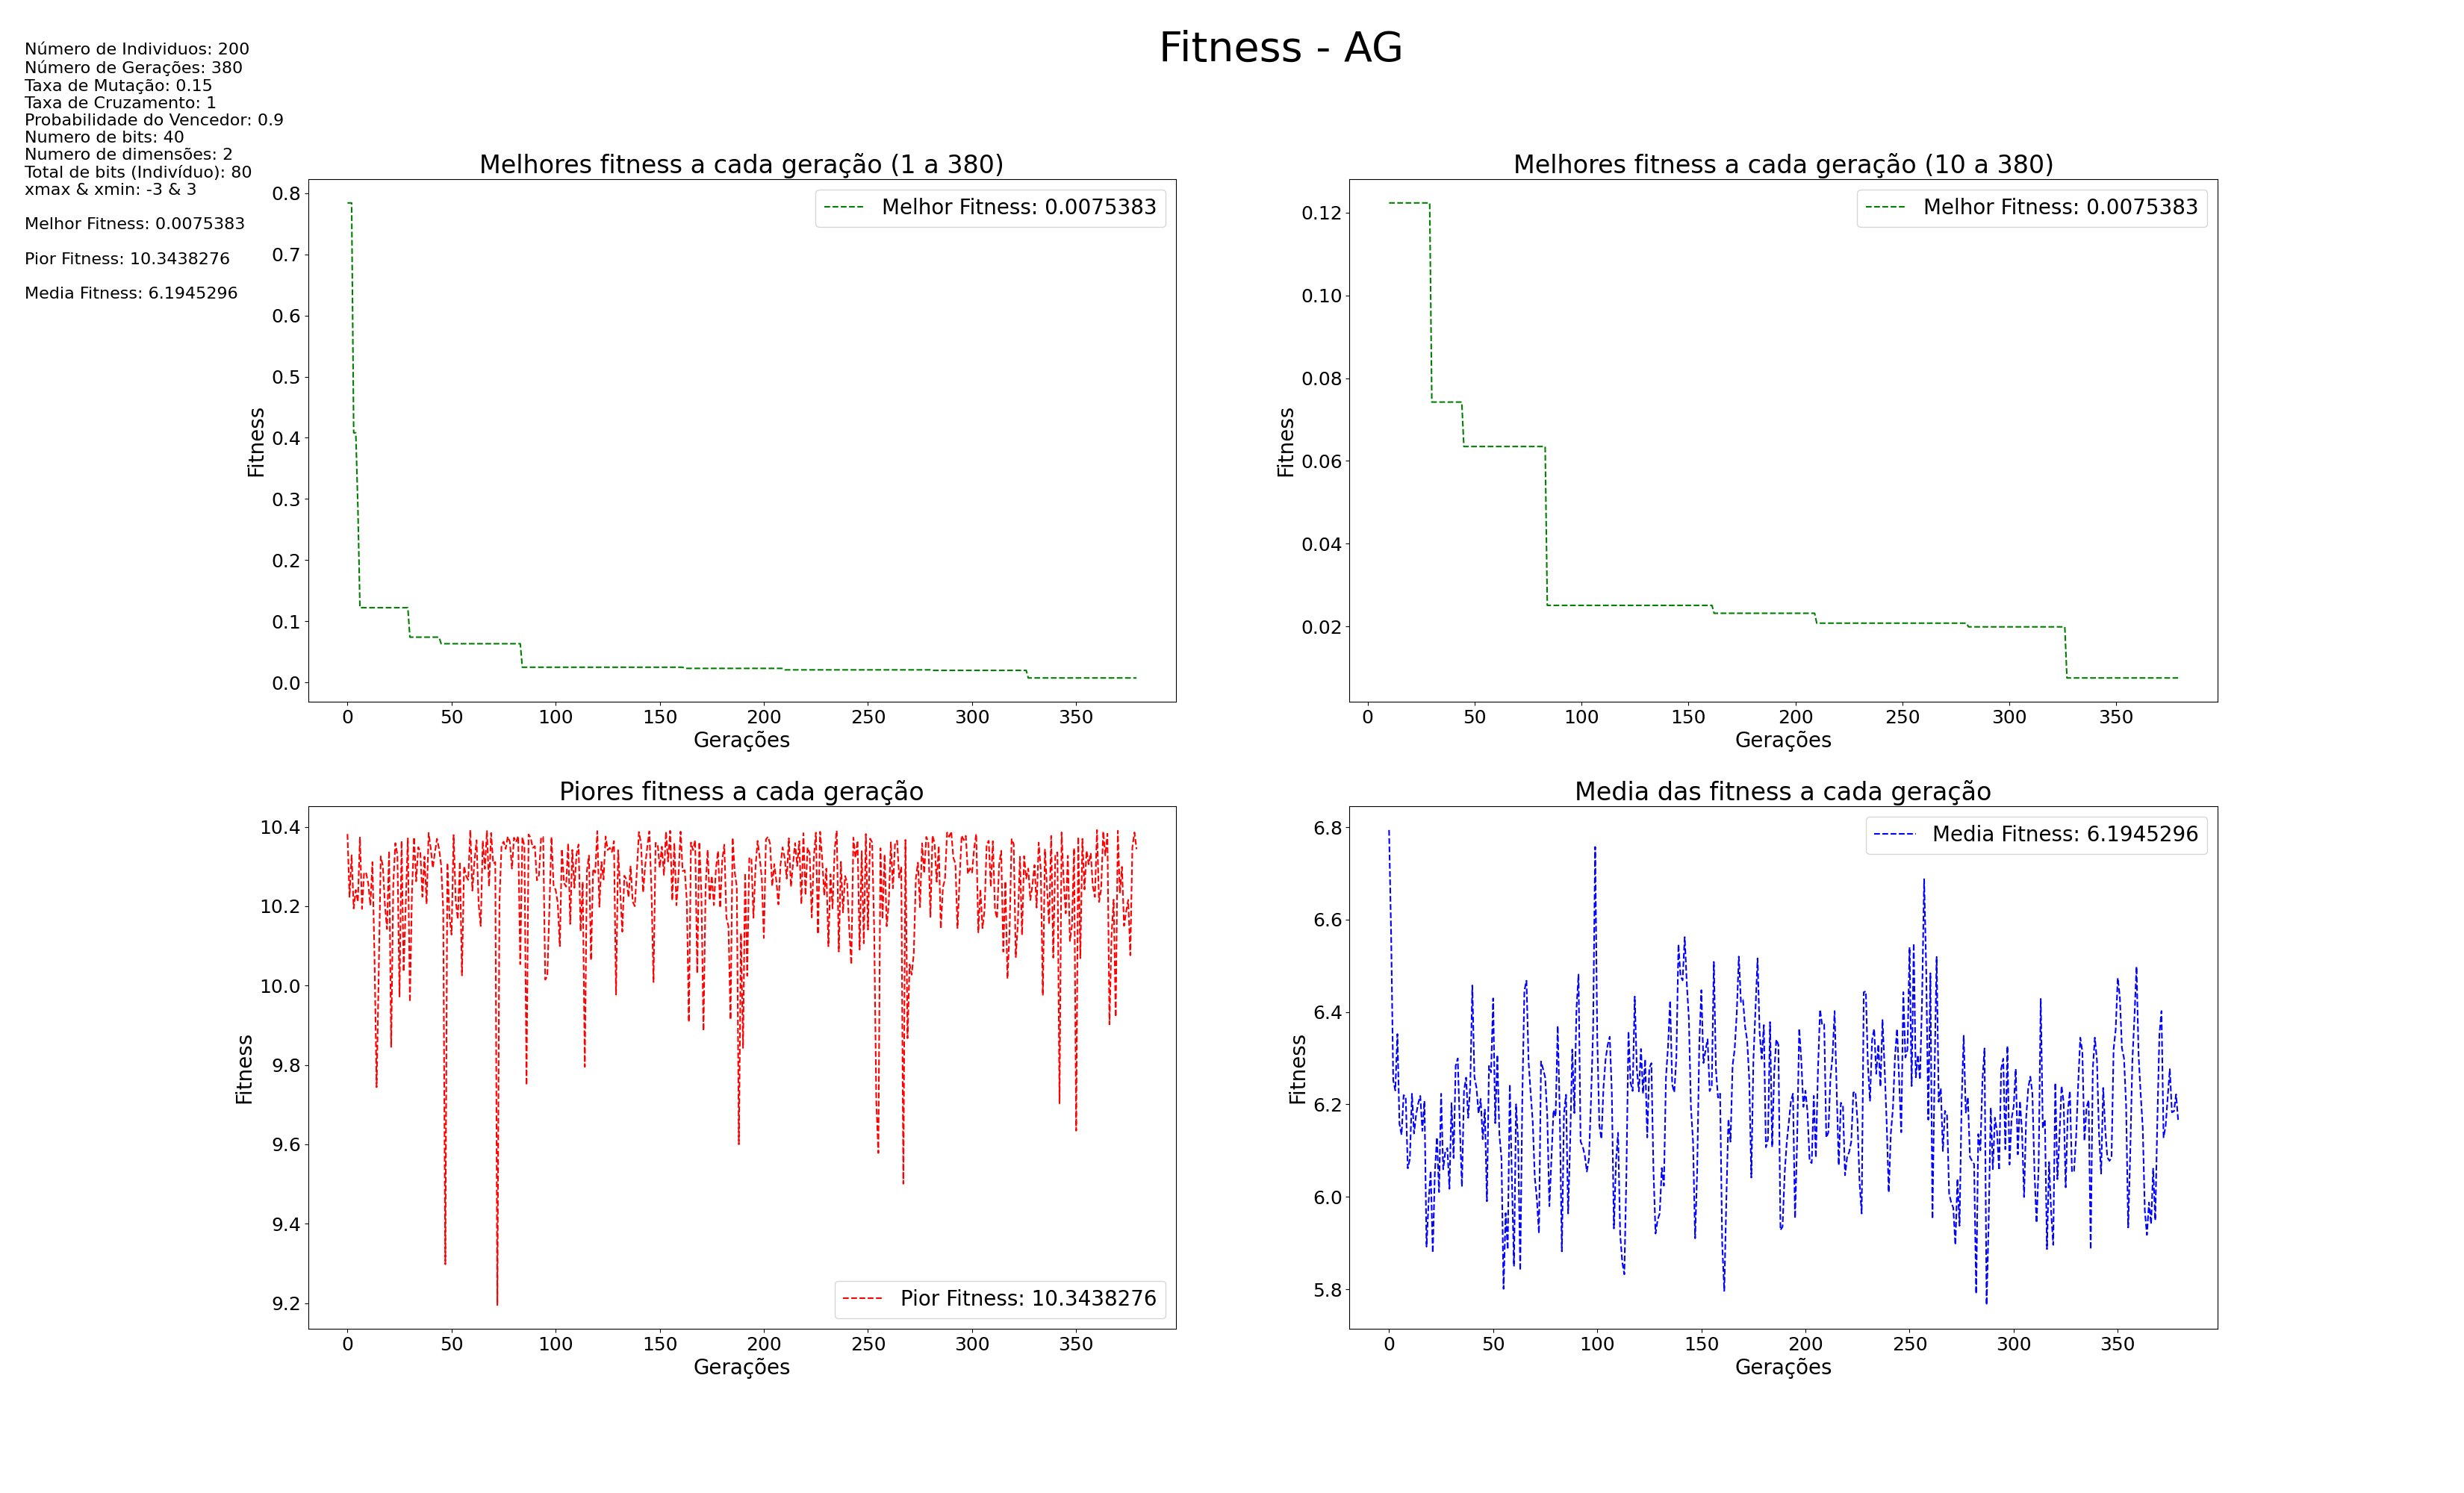 Fitness - AG
Número de Individuos: 200
Número de Gerações: 380
Taxa de Mutação: 0.15
Taxa de Cruzamento: 1
Probabilidade do Vencedor: 0.9
Numero de bits: 40
Numero de dimensões: 2
Total de bits (Indivíduo): 80
xmax & xmin: -3 & 3
Melhor Fitness: 0.0075383
Pior Fitness: 10.3438276
Media Fitness: 6.1945296
Melhores fitness a cada geração (1 a 380)
Melhor Fitness: 0.0075383
Fitness
0.8
0.7
0.6
0.5
0.4
0.3
0.2
0.1
0.0
0 50 100 150 200 250 300 350
Gerações
Melhores fitness a cada geração (10 a 380)
Melhor Fitness: 0.0075383
Fitness
0.12
0.10
0.08
0.06
0.04
0.02
0 50 100 150 200 250 300 350
Gerações
Piores fitness a cada geração
Fitness
10.4
10.2
10.0
9.8
9.6
9.4
9.2
Pior Fitness: 10.3438276
0 50 100 150 200 250 300 350
Gerações
Media das fitness a cada geração
Media Fitness: 6.1945296
Fitness
6.8
6.6
6.4
6.2
6.0
5.8
0 50 100 150 200 250 300 350
Gerações